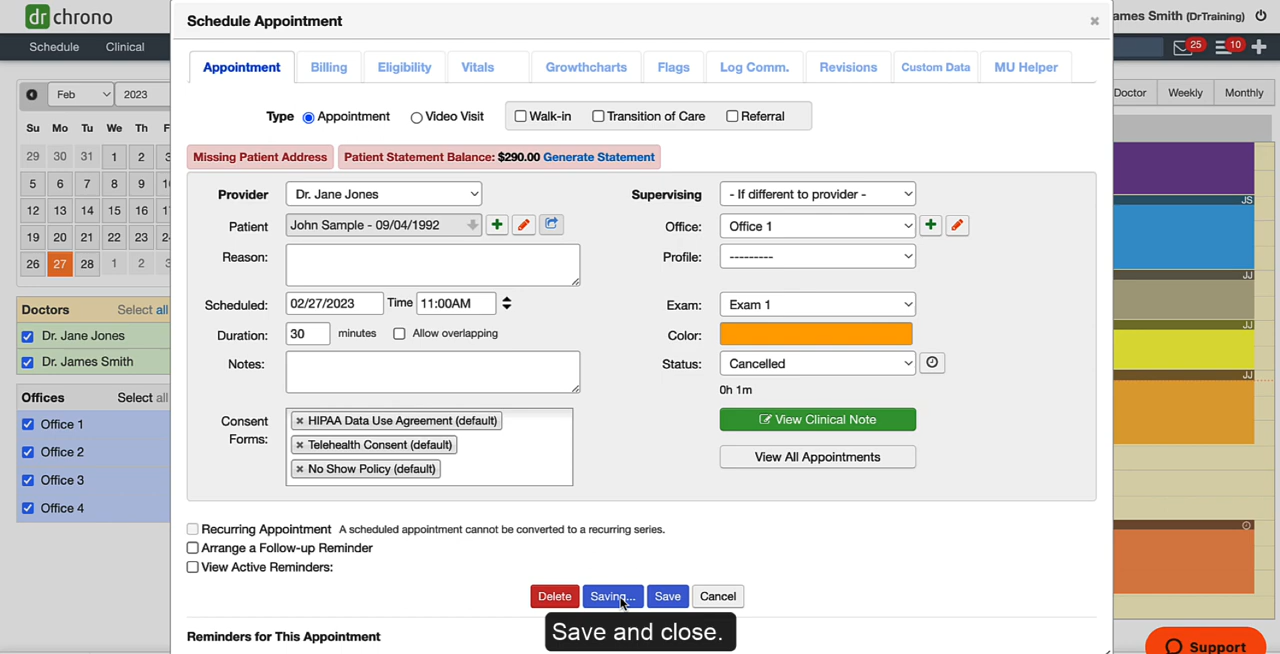 dr chrono
Schedule Appointment
×
ames Smith (DrTraining)
Schedule Clinical
25 10
Appointment Billing Eligibility Vitals Growthcharts Flags Log Comm. Revisions Custom Data MU Helper
Feb 2023
Doctor Weekly Monthly
Type Appointment Video Visit Walk-in Transition of Care Referral
Su Mo Tu We Th F
29 30 31 1 2 3
5 6 7 8 9 1
12 13 14 15 16 1
19 20 21 22 23 2
26 27 28 1 2 3
Missing Patient Address Patient Statement Balance: $290.00 Generate Statement
Provider Dr. Jane Jones Supervising - If different to provider -
Patient John Sample - 09/04/1992 Office: Office 1
Reason: Profile: ---------
Scheduled: 02/27/2023 Time 11:00AM Exam: Exam 1
Duration: 30 minutes Allow overlapping Color:
Notes: Status: Cancelled
0h 1m
Consent
Forms:
× HIPAA Data Use Agreement (default)
× Telehealth Consent (default)
× No Show Policy (default)
View Clinical Note
View All Appointments
Doctors Select all
Dr. Jane Jones
Dr. James Smith
Offices Select all
Office 1
Office 2
Office 3
Office 4
JS
JJ
JJ
JJ
Recurring Appointment A scheduled appointment cannot be converted to a recurring series.
Arrange a Follow-up Reminder
View Active Reminders:
Delete Saving... Save Cancel
Save and close.
Reminders for This Appointment
Support